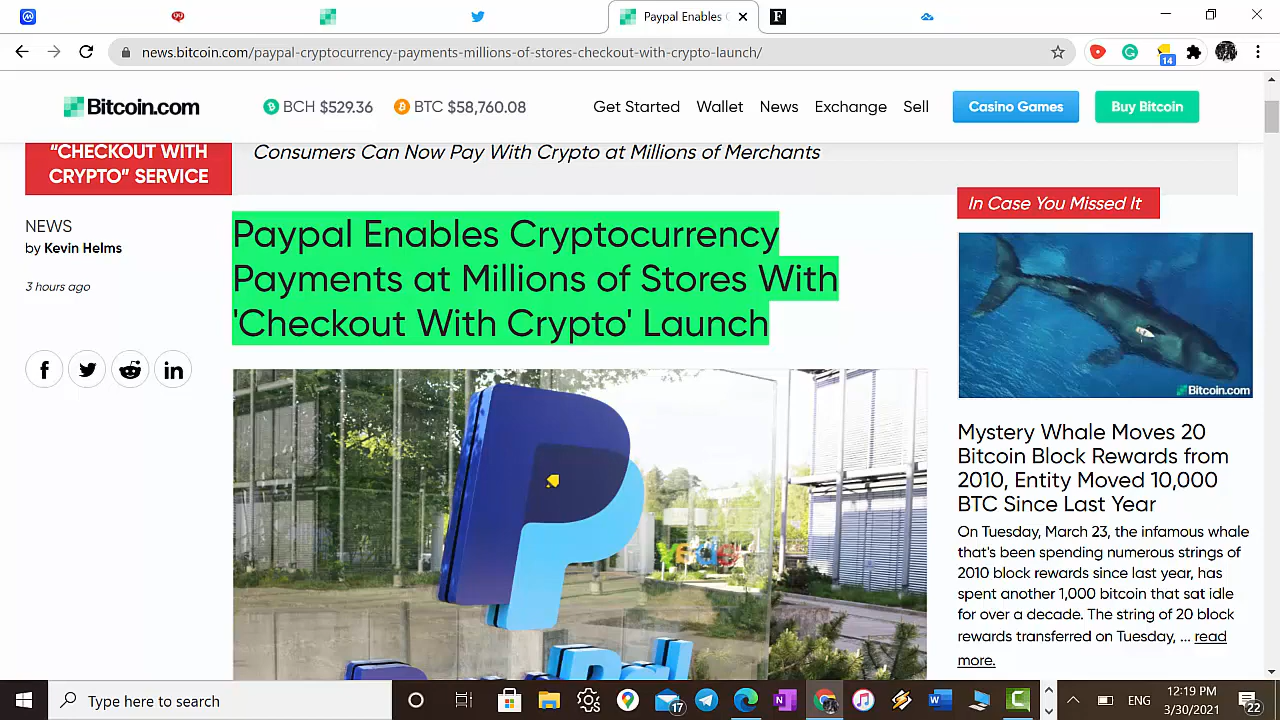 Paypal Enables C
news.bitcoin.com/paypal-cryptocurrency-payments-millions-of-stores-checkout-with-crypto-launch/
14
Bitcoin.com
BCH $529.36
BTC $58,760.08
Get Started
Wallet
News
Exchange
Sell
Casino Games
Buy Bitcoin
“CHECKOUT WITH
CRYPTO” SERVICE
Consumers Can Now Pay With Crypto at Millions of Merchants
NEWS
by Kevin Helms
3 hours ago
Paypal Enables Cryptocurrency
Payments at Millions of Stores With
'Checkout With Crypto' Launch
In Case You Missed It
Bitcoin.com
Mystery Whale Moves 20
Bitcoin Block Rewards from
2010, Entity Moved 10,000
BTC Since Last Year
On Tuesday, March 23, the infamous whale
that's been spending numerous strings of
2010 block rewards since last year, has
spent another 1,000 bitcoin that sat idle
for over a decade. The string of 20 block
rewards transferred on Tuesday, ... read
more.
Type here to search
17
ENG
12:19 PM
3/30/2021
22